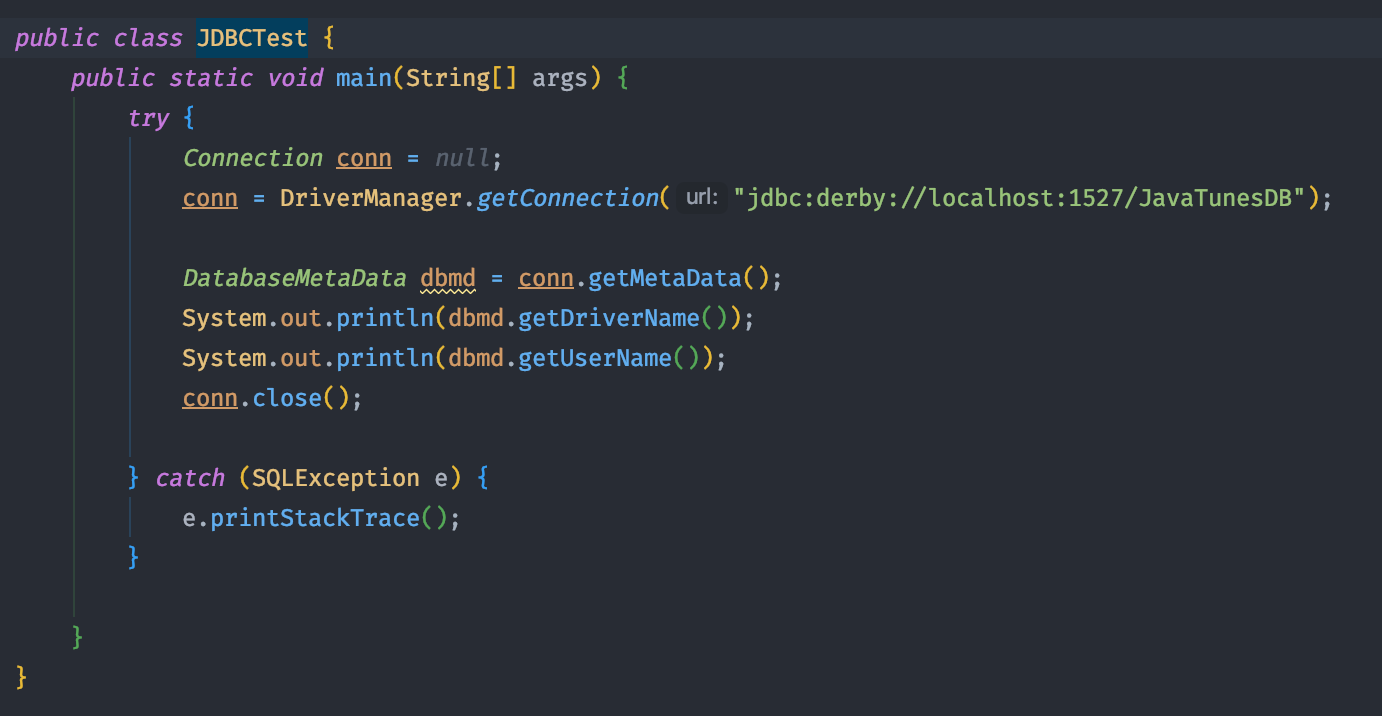 public class JDBCTest {
    public static void main(String[] args) {
        try {
            Connection conn = null;
            conn = DriverManager.getConnection( url: "jdbc:derby://localhost:1527/JavaTunesDB");

            DatabaseMetaData dbmd = conn.getMetaData();
            System.out.println(dbmd.getDriverName());
            System.out.println(dbmd.getUserName());
            conn.close();

        } catch (SQLException e) {
            e.printStackTrace();
        }

    }
}